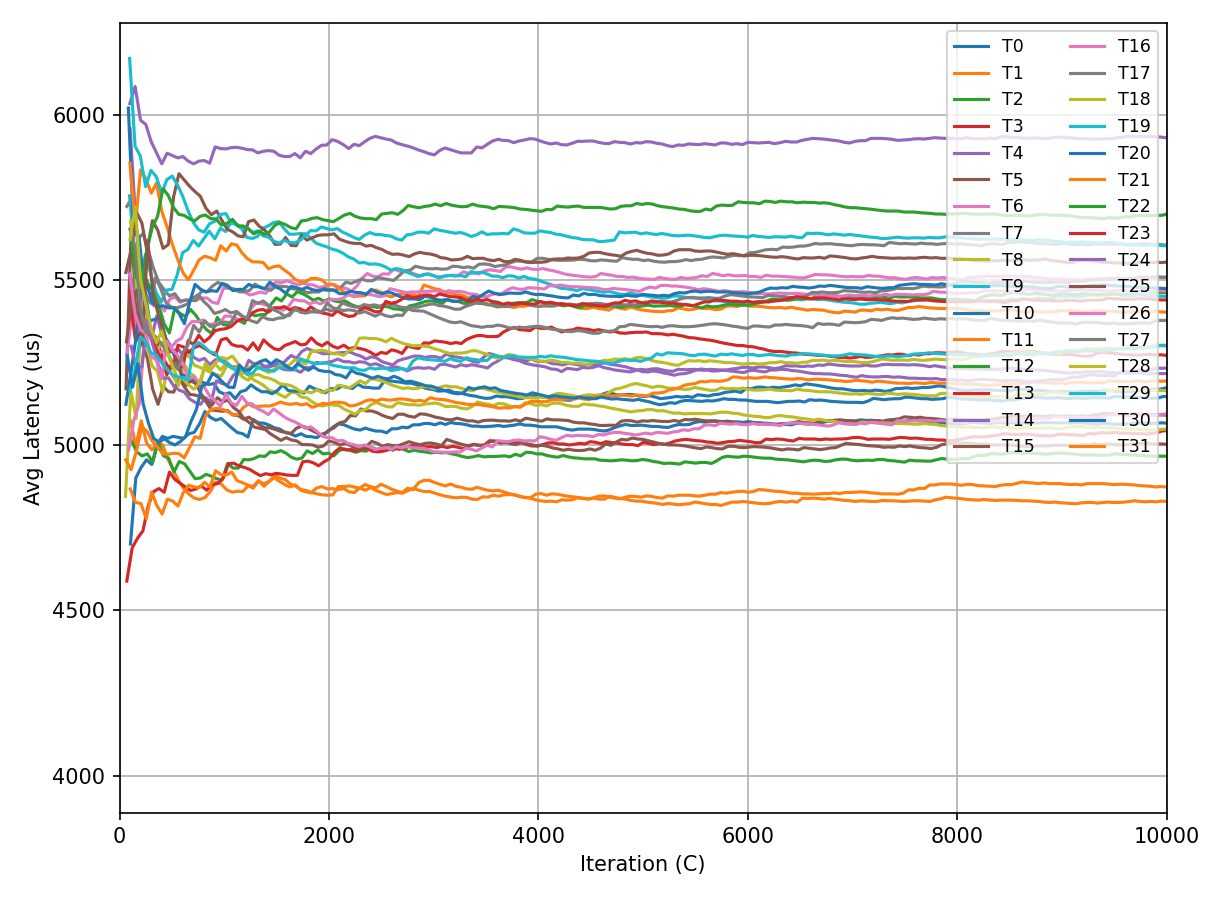 Avg Latency (us)
6000
5500
5000
4500
4000
0 2000 4000 6000 8000 10000
Iteration (C)
T0 T16
T1 T17
T2 T18
T3 T19
T4 T20
T5 T21
T6 T22
T7 T23
T8 T24
T9 T25
T10 T26
T11 T27
T12 T28
T13 T29
T14 T30
T15 T31